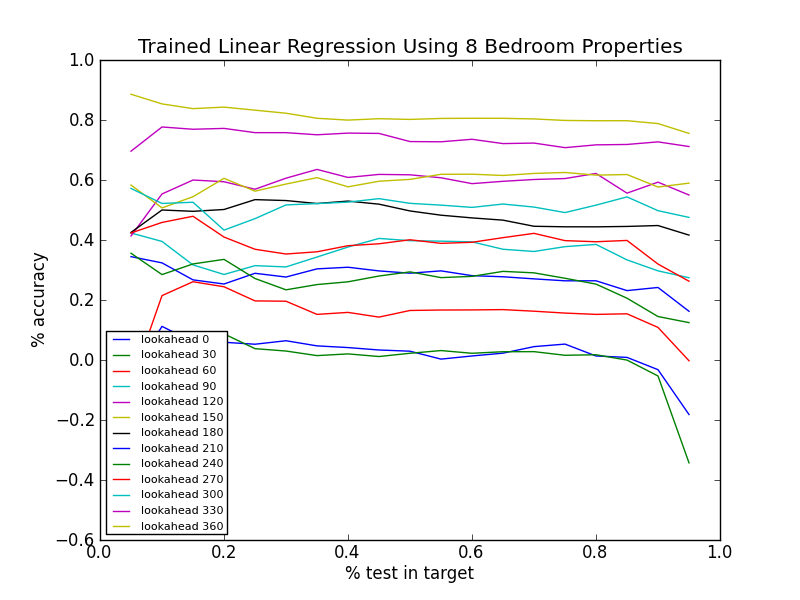 Trained Linear Regression Using 8 Bedroom Properties
1.0
0.8
0.6
0.4
0.2
0.0
−0.2
−0.4
−0.6
% accuracy
lookahead 0
lookahead 30
lookahead 60
lookahead 90
lookahead 120
lookahead 150
lookahead 180
lookahead 210
lookahead 240
lookahead 270
lookahead 300
lookahead 330
lookahead 360
0.0 0.2 0.4 0.6 0.8 1.0
% test in target